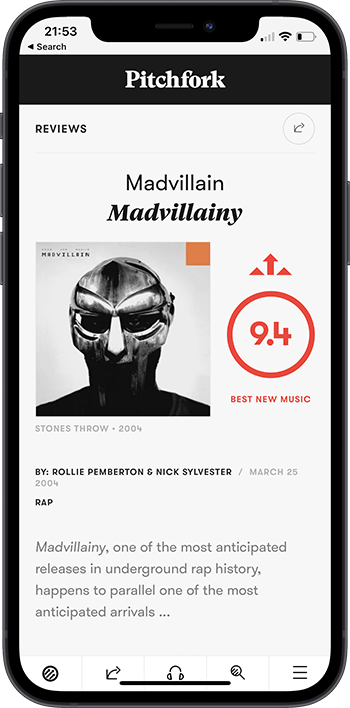 21:53
◀ Search
Pitchfork
REVIEWS
Madvillain
Madvillainy
MADVILLAIN
9.4
BEST NEW MUSIC
STONES THROW • 2004
BY: ROLLIE PEMBERTON & NICK SYLVESTER / MARCH 25
2004
RAP
Madvillainy, one of the most anticipated
releases in underground rap history,
happens to parallel one of the most
anticipated arrivals ...